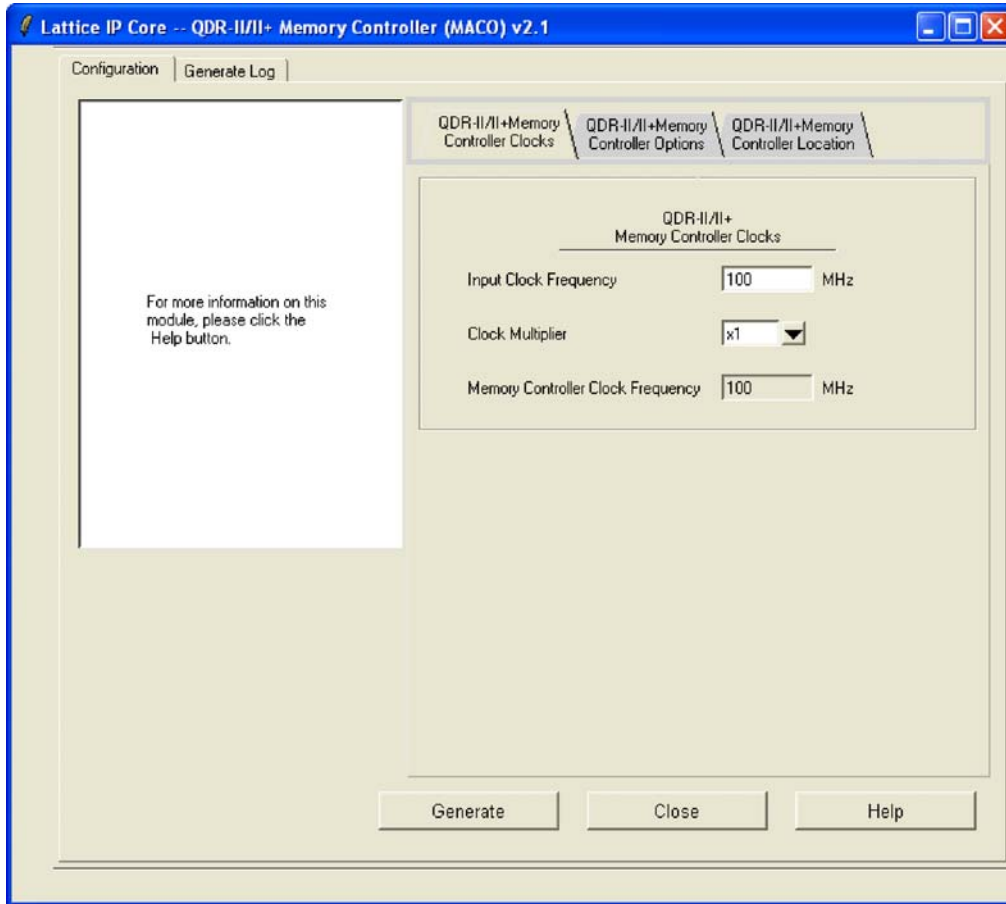 Lattice IP Core -- QDR-II/II+ Memory Controller (MACO) v2.1
Configuration
Generate Log
QDR-II/II+Memory
Controller Clocks
QDR-II/II+Memory
Controller Options
QDR-II/II+Memory
Controller Location
For more information on this
module, please click the
Help button.
QDR-II/II+
Memory Controller Clocks
Input Clock Frequency 100 MHz
Clock Multiplier x1
Memory Controller Clock Frequency 100 MHz
Generate
Close
Help